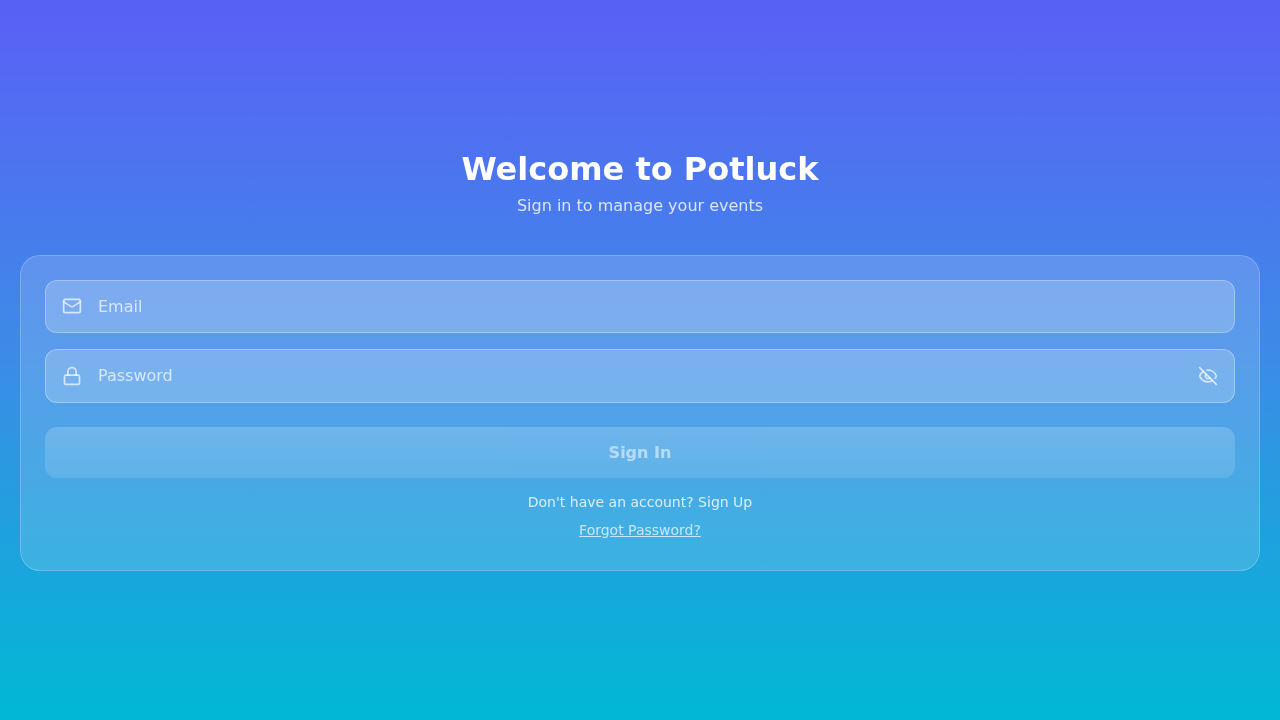 Welcome to Potluck
Sign in to manage your events
Email
Password
Sign In
Don't have an account? Sign Up
Forgot Password?